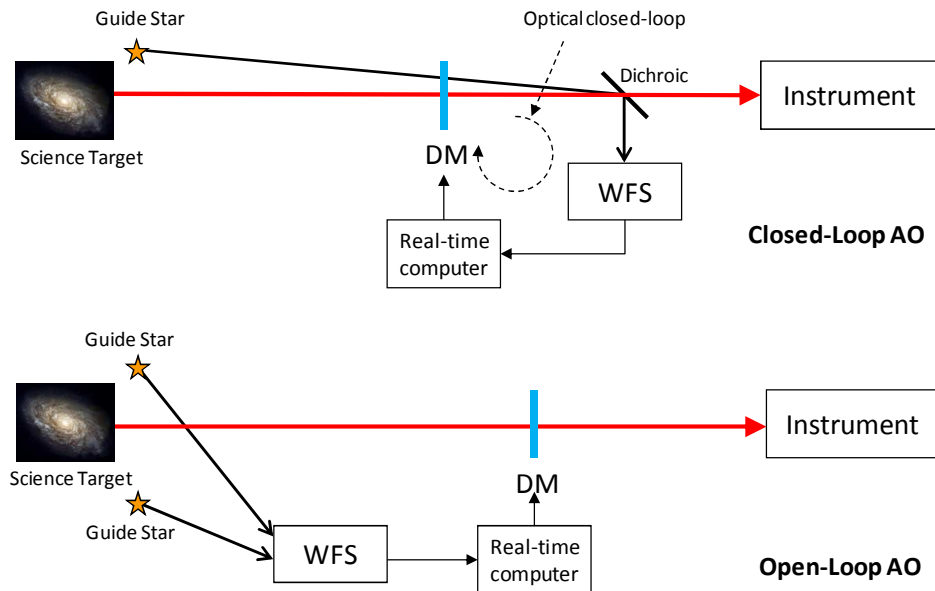 Guide Star
Optical closed-loop
Dichroic
Instrument
Science Target
DM
WFS
Real-time
computer
Closed-Loop AO
Guide Star
Instrument
Science Target
Guide Star
DM
WFS
Real-time
computer
Open-Loop AO